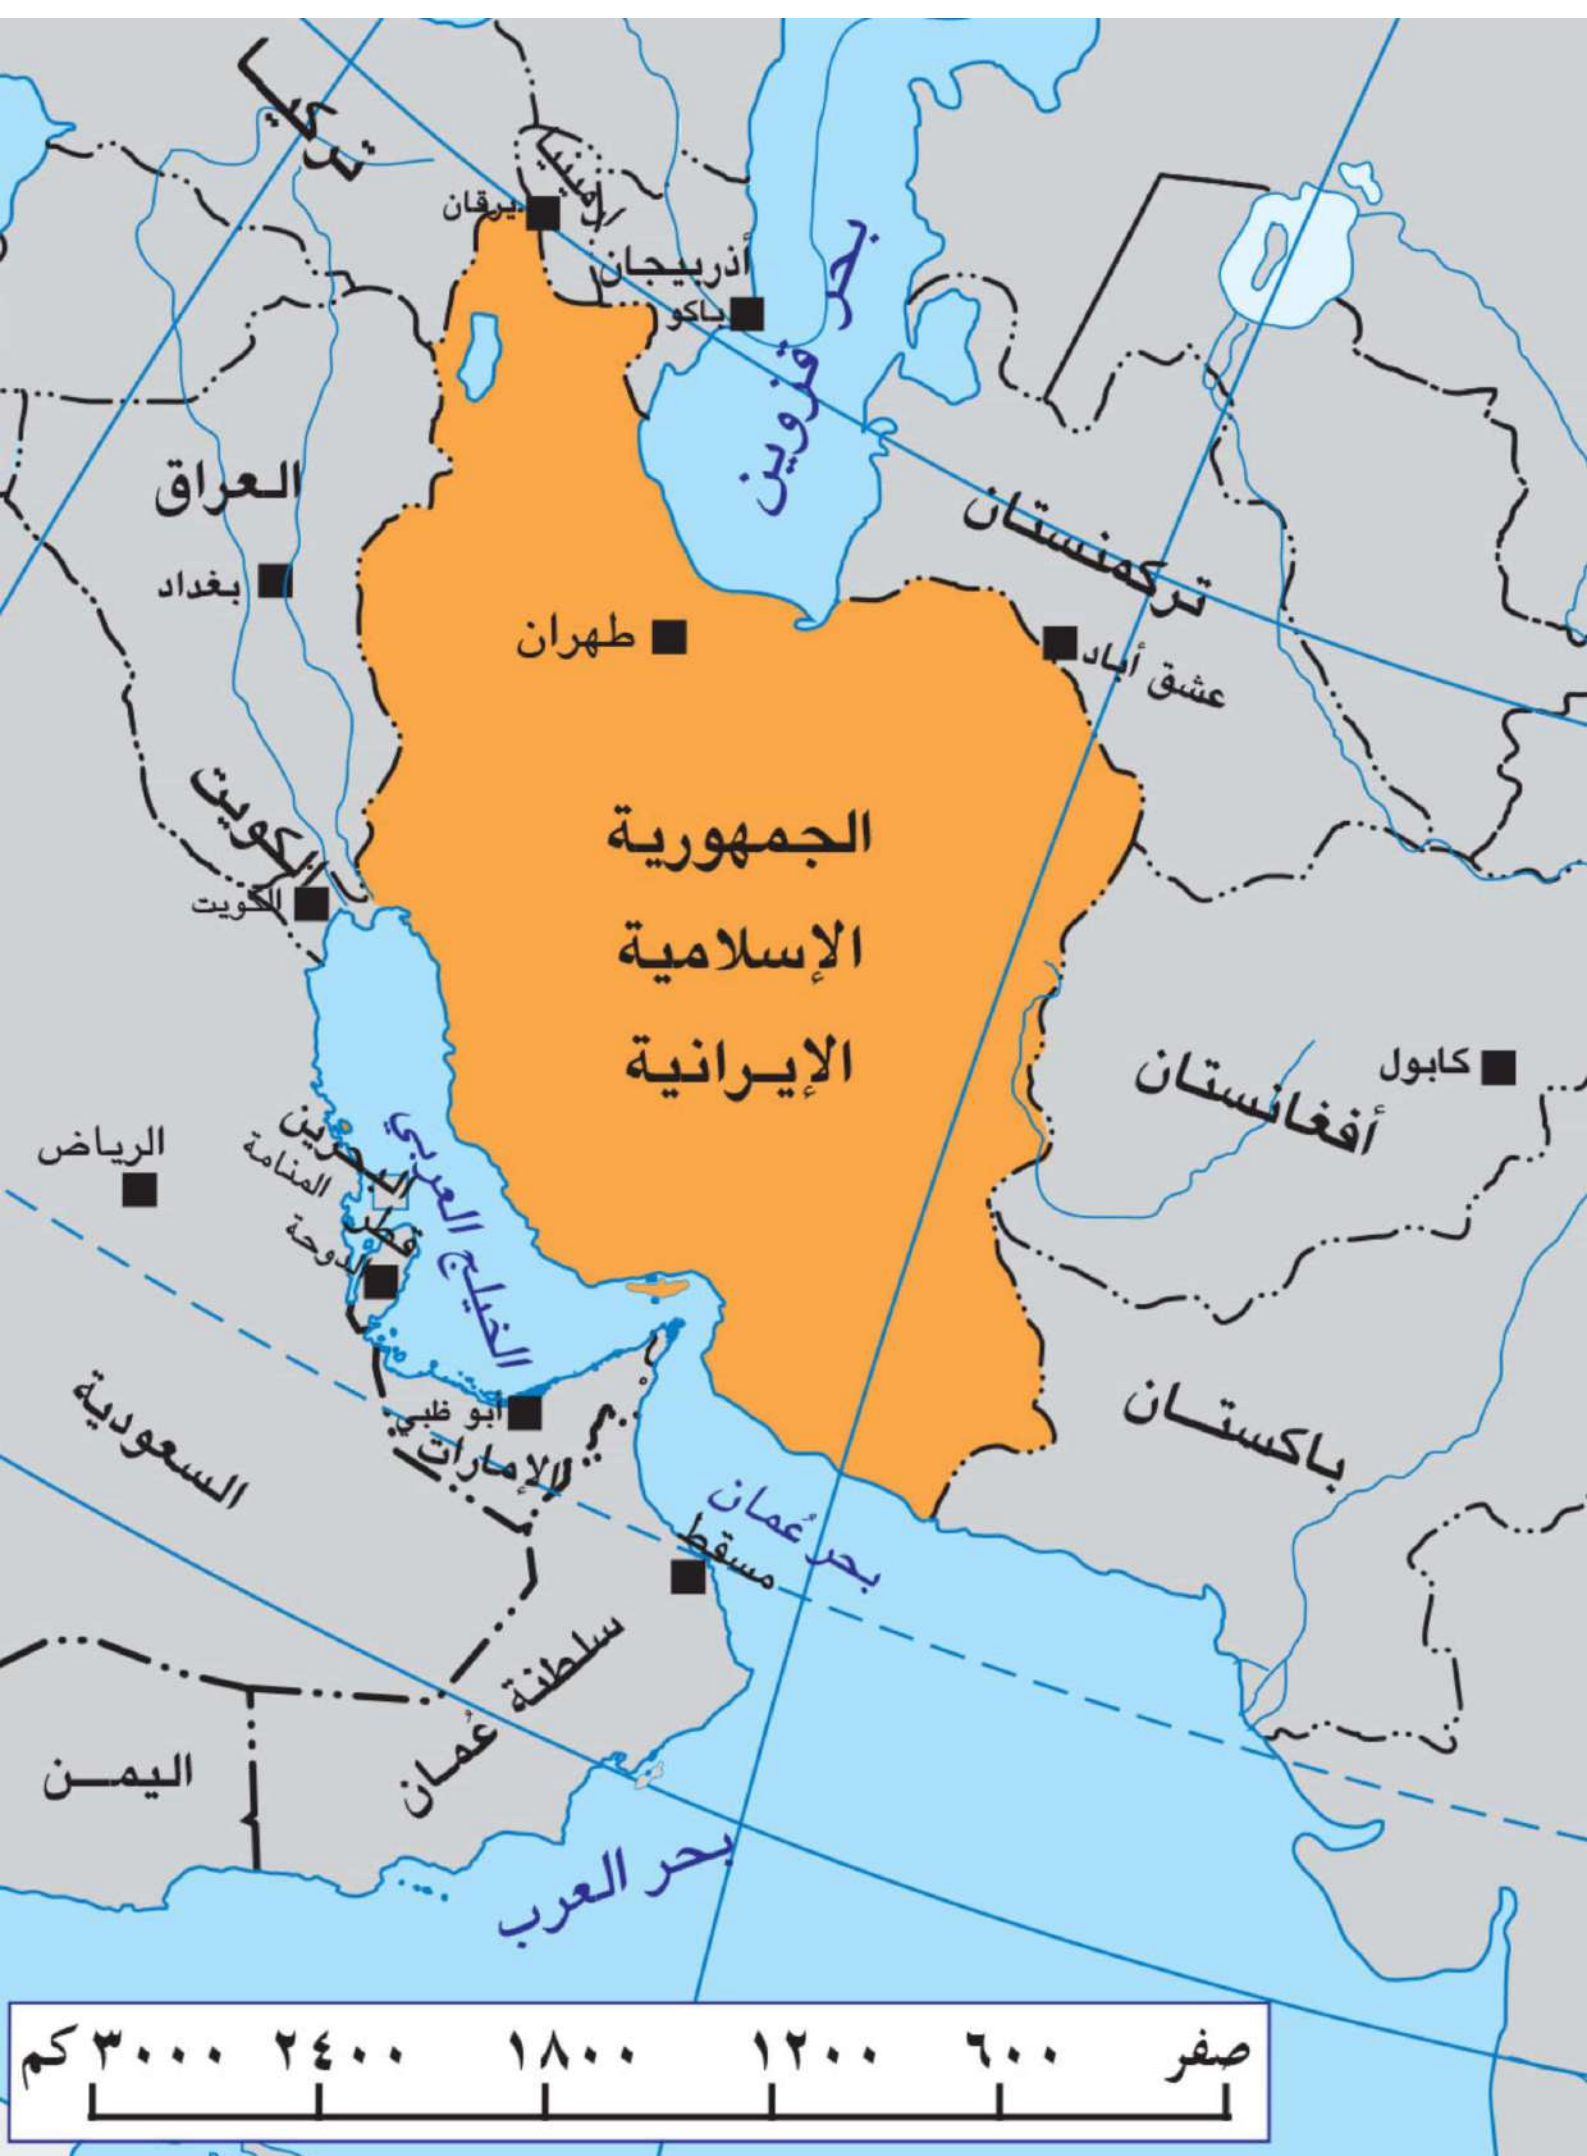 تركيا
أرمينيا
يرقان
أذربيجان
باكو
بحر قزوين
العراق
بغداد
تركمنستان
عشق أباد
طهران
الجمهورية
الإسلامية
الإيرانية
الكويت
الكويت
أفغانستان
كابول
الرياض
البحرين
المنامة
قطر
الدوحة
الخليج العربي
السعودية
أبو ظبي
الإمارات
باكستان
بحر عُمان
مسقط
سلطنة
عُمان
اليمن
بحر العرب
صفر ٦٠٠ ١٢٠٠ ١٨٠٠ ٢٤٠٠ ٣٠٠٠ كم